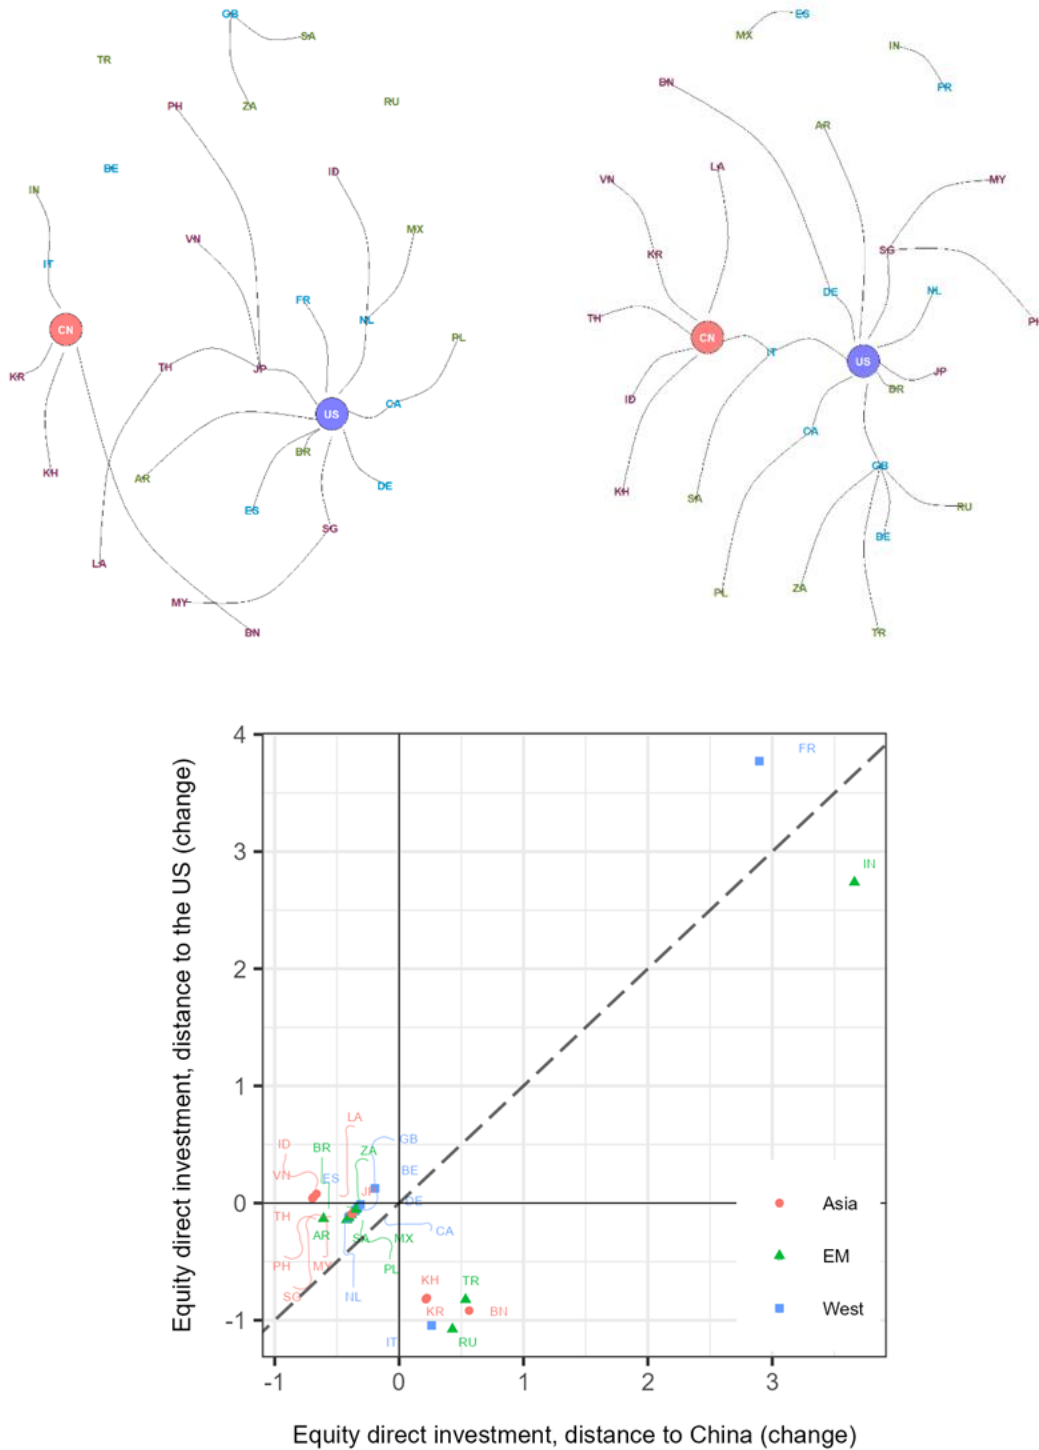 GB
SA
TR
PH
ZA
RU
BE
ID
IN
VN
MX
IT
FR
NL
CN
PL
KR
TH
JP
CA
US
BR
KH
AR
DE
ES
SG
LA
MY
BN
ES
MX
IN
BN
FR
AR
LA
VN
MY
KR
SG
DE
NL
TH
PH
CN
IT
US
JP
BR
ID
CA
GB
KH
SA
RU
BE
PL
ZA
TR
Equity direct investment, distance to the US (change)
4
3
2
1
0
-1
FR
IN
LA
ID
BR
ZA
GB
VN
ES
BE
JP
DE
TH
AR
SA
MX
CA
PH
MY
PL
SG
NL
KH
TR
KR
BN
IT
RU
Asia
EM
West
-1
0
1
2
3
Equity direct investment, distance to China (change)